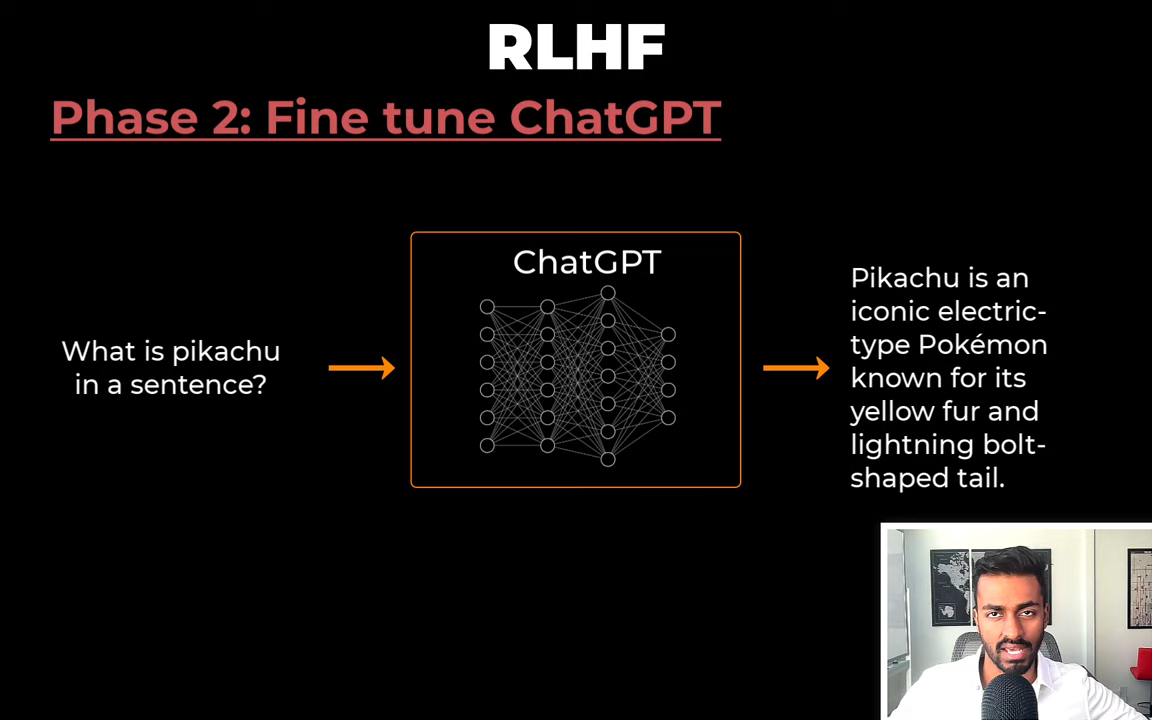 RLHF
Phase 2: Fine tune ChatGPT
What is pikachu
in a sentence?
ChatGPT
Pikachu is an
iconic electric-
type Pokémon
known for its
yellow fur and
lightning bolt-
shaped tail.